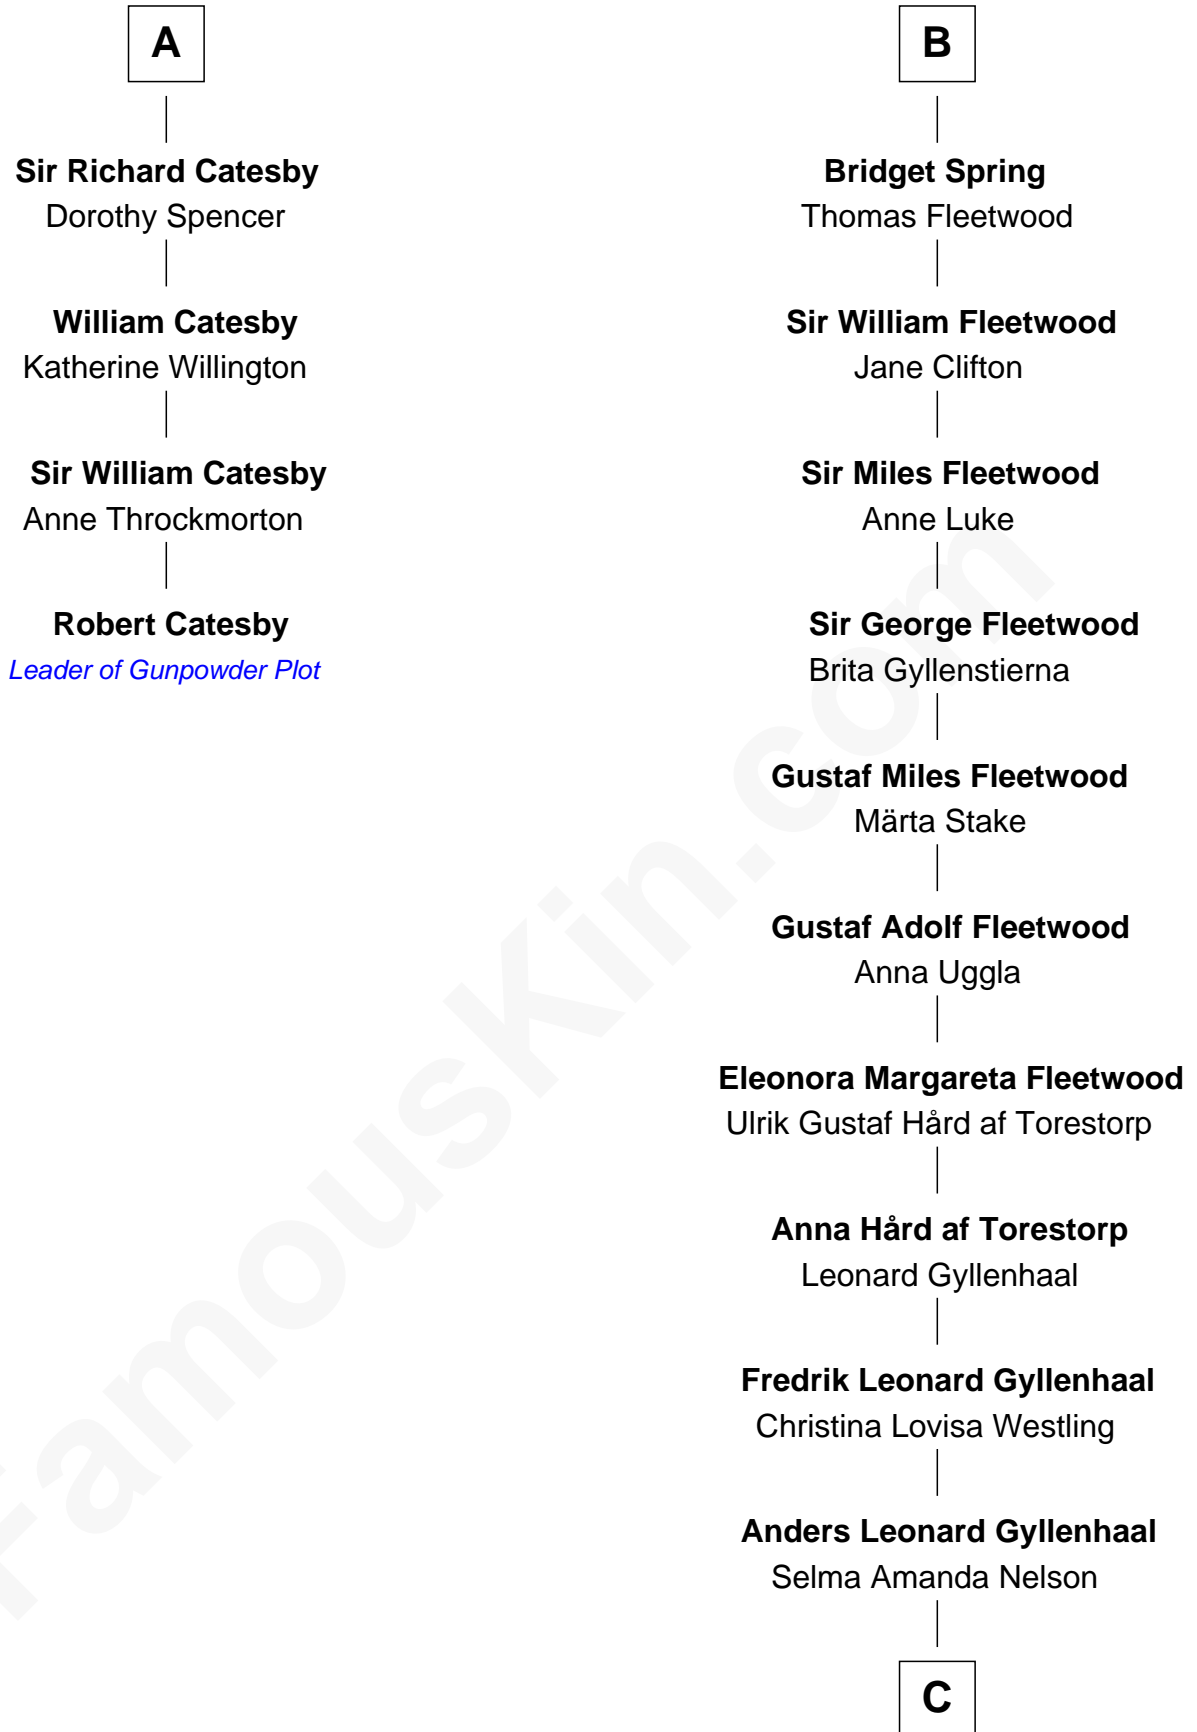 A
Sir Richard Catesby
Dorothy Spencer
William Catesby
Katherine Willington
Sir William Catesby
Anne Throckmorton
Robert Catesby
Leader of Gunpowder Plot
B
Bridget Spring
Thomas Fleetwood
Sir William Fleetwood
Jane Clifton
Sir Miles Fleetwood
Anne Luke
Sir George Fleetwood
Brita Gyllenstierna
Gustaf Miles Fleetwood
Märta Stake
Gustaf Adolf Fleetwood
Anna Uggla
Eleonora Margareta Fleetwood
Ulrik Gustaf Hård af Torestorp
Anna Hård af Torestorp
Leonard Gyllenhaal
Fredrik Leonard Gyllenhaal
Christina Lovisa Westling
Anders Leonard Gyllenhaal
Selma Amanda Nelson
C
FamousKin.com